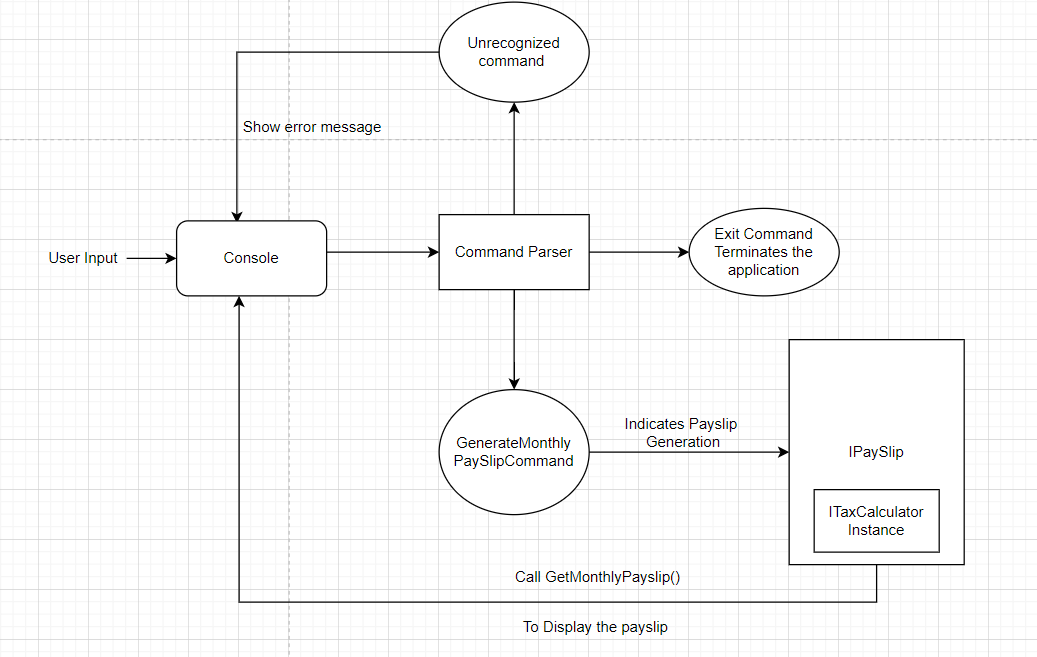 Unrecognized
command
Show error message
User Input
Console
Command Parser
Exit Command
Terminates the
application
GenerateMonthly
PaySlipCommand
Indicates Payslip
Generation
IPaySlip
ITaxCalculator
Instance
Call GetMonthlyPayslip()
To Display the payslip